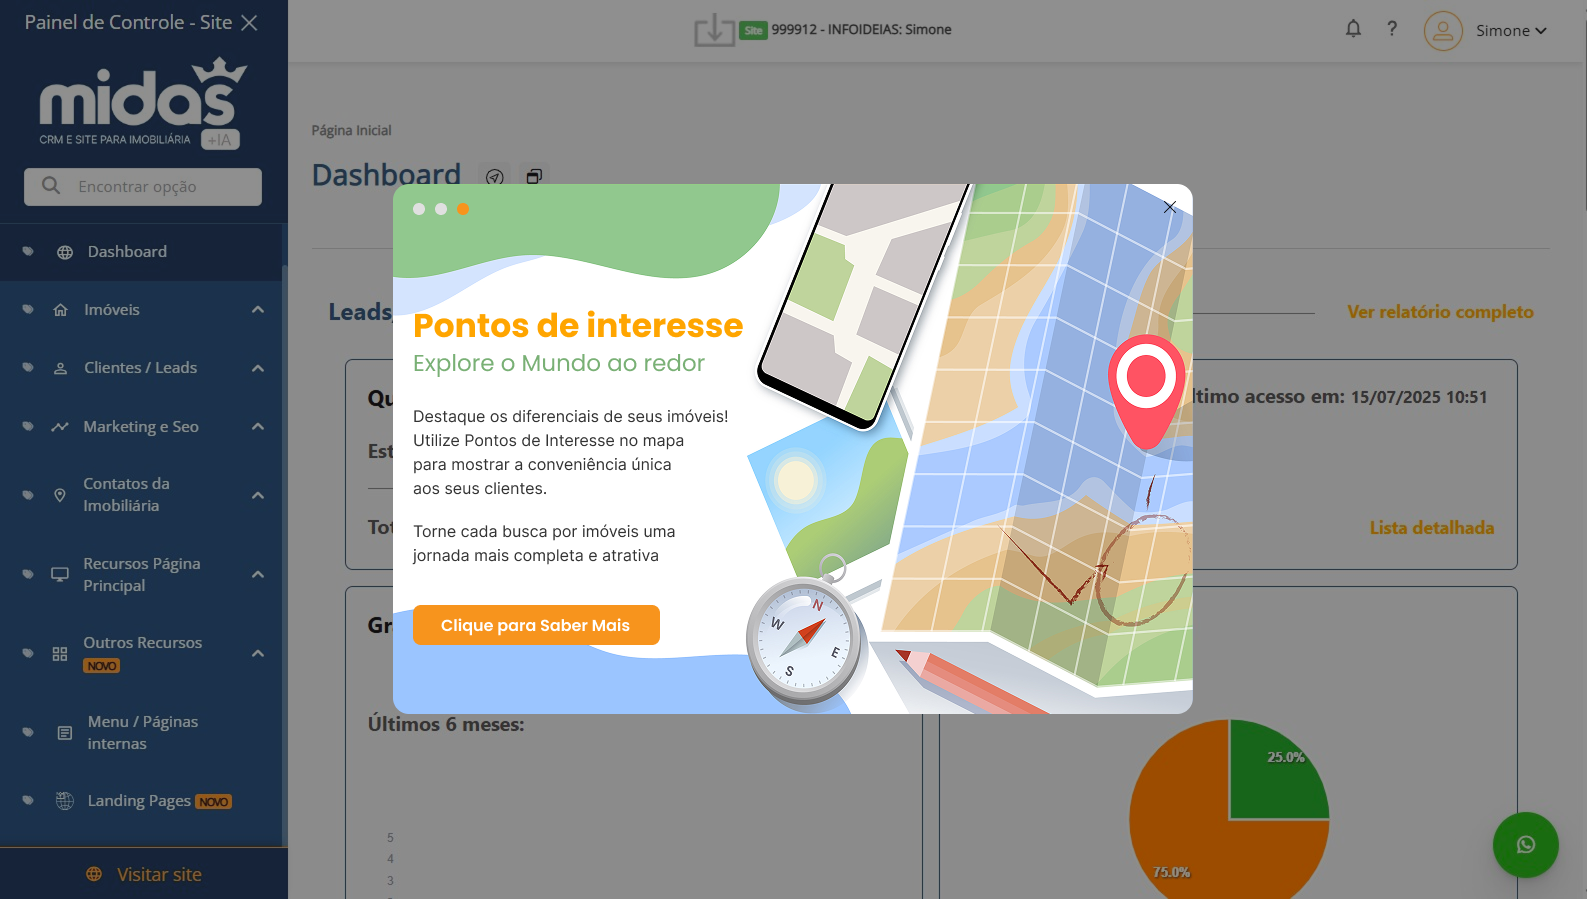 Painel de Controle - Site
midas
CRM E SITE PARA IMOBILIÁRIA +IA
Encontrar opção
Dashboard
Imóveis
Clientes / Leads
Marketing e Seo
Contatos da
Imobiliária
Recursos Página
Principal
Outros Recursos
NOVO
Menu / Páginas
internas
Landing Pages NOVO
Visitar site
Site 999912 - INFOIDEIAS: Simone
?
Simone
Página Inicial
Dashboard
Leads,
Ver relatório completo
Qu
ltimo acesso em: 15/07/2025 10:51
Est
Tot
Lista detalhada
Gr
Últimos 6 meses:
5
4
3
25.0%
75.0%
Pontos de interesse
Explore o Mundo ao redor
Destaque os diferenciais de seus imóveis!
Utilize Pontos de Interesse no mapa
para mostrar a conveniência única
aos seus clientes.
Torne cada busca por imóveis uma
jornada mais completa e atrativa
Clique para Saber Mais
N
W
E
S